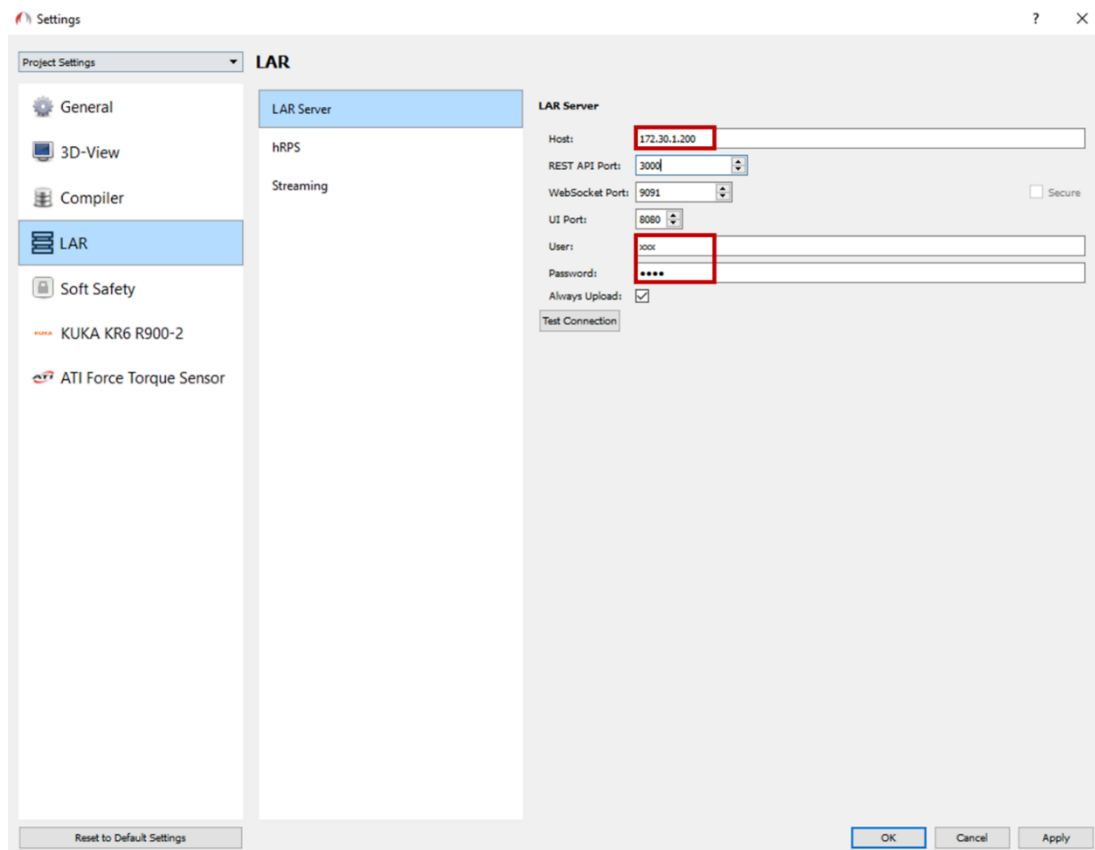 Settings
?
Project Settings
LAR
General
3D-View
Compiler
LAR
Soft Safety
KUKA KUKA KR6 R900-2
ATI ATI Force Torque Sensor
LAR Server
hRPS
Streaming
LAR Server
Host: 172.30.1.200
REST API Port: 3000
WebSocket Port: 9091 Secure
UI Port: 8080
User: xxx
Password: ••••
Always Upload:
Test Connection
Reset to Default Settings
OK Cancel Apply